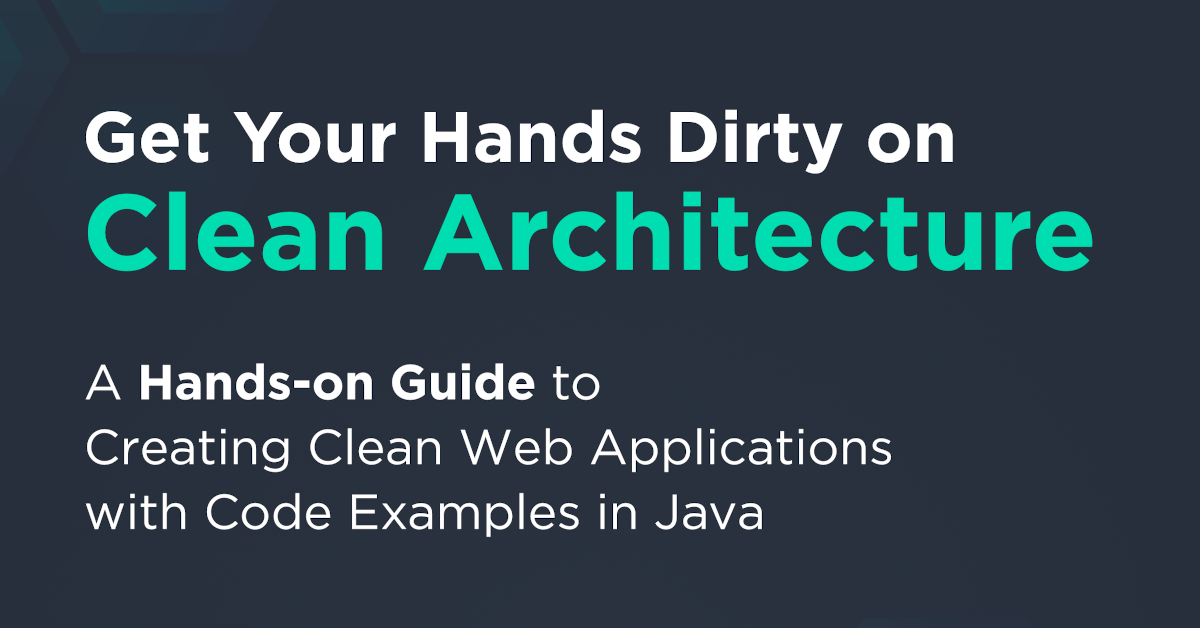 Get Your Hands Dirty on
Clean Architecture
A Hands-on Guide to
Creating Clean Web Applications
with Code Examples in Java